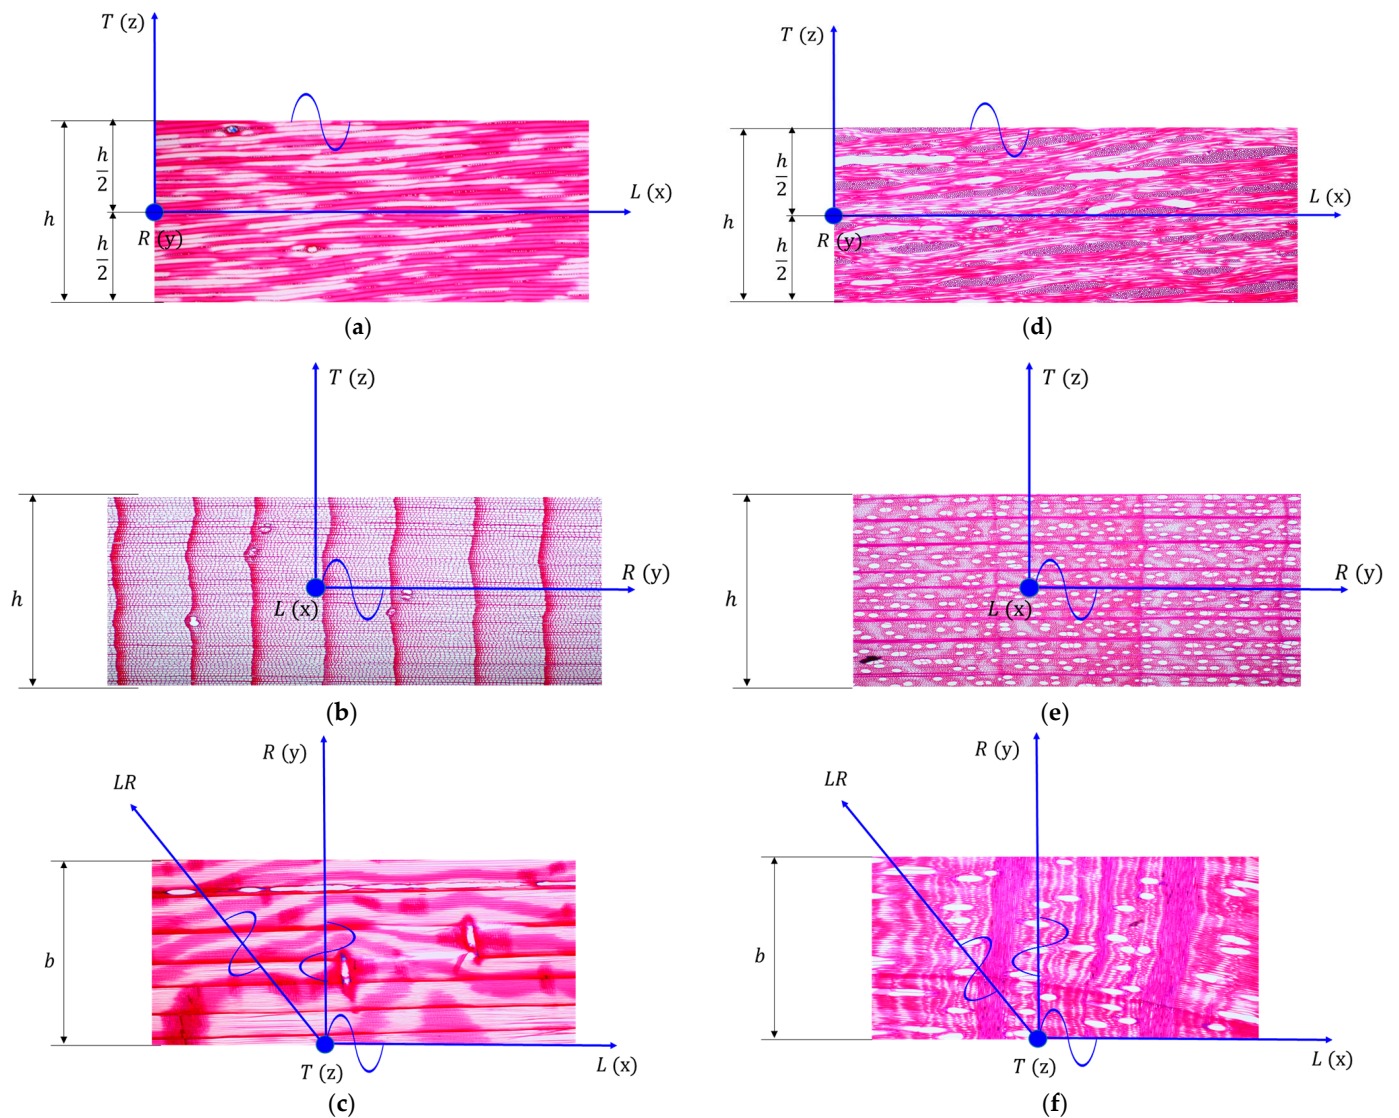 T (z)
h
h/2
h/2
L (x)
R (y)
(a)
T (z)
h
h/2
h/2
L (x)
R (y)
(d)
T (z)
h
R (y)
L (x)
(b)
T (z)
h
R (y)
L (x)
(e)
R (y)
LR
b
T (z)
L (x)
(c)
R (y)
LR
b
T (z)
L (x)
(f)